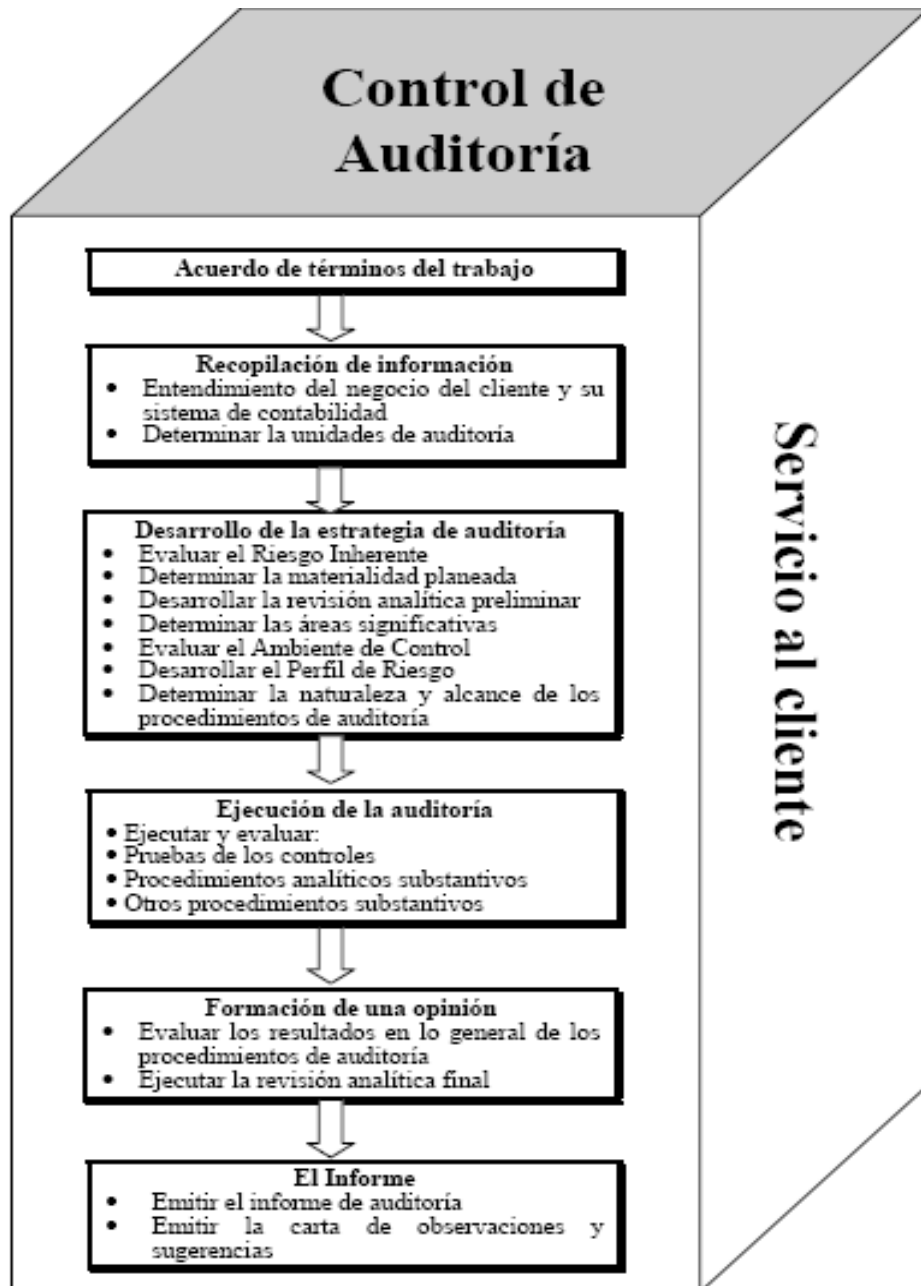 Control de
Auditoría
Acuerdo de términos del trabajo
Recopilación de información
• Entendimiento del negocio del cliente y su
sistema de contabilidad
• Determinar la unidades de auditoría
Desarrollo de la estrategia de auditoría
• Evaluar el Riesgo Inherente
• Determinar la materialidad planeada
• Desarrollar la revisión analítica preliminar
• Determinar las áreas significativas
• Evaluar el Ambiente de Control
• Desarrollar el Perfil de Riesgo
• Determinar la naturaleza y alcance de los
procedimientos de auditoría
Ejecución de la auditoría
• Ejecutar y evaluar:
• Pruebas de los controles
• Procedimientos analíticos substantivos
• Otros procedimientos substantivos
Formación de una opinión
• Evaluar los resultados en lo general de los
procedimientos de auditoría
• Ejecutar la revisión analítica final
El Informe
• Emitir el informe de auditoría
• Emitir la carta de observaciones y
sugerencias
Servicio al cliente